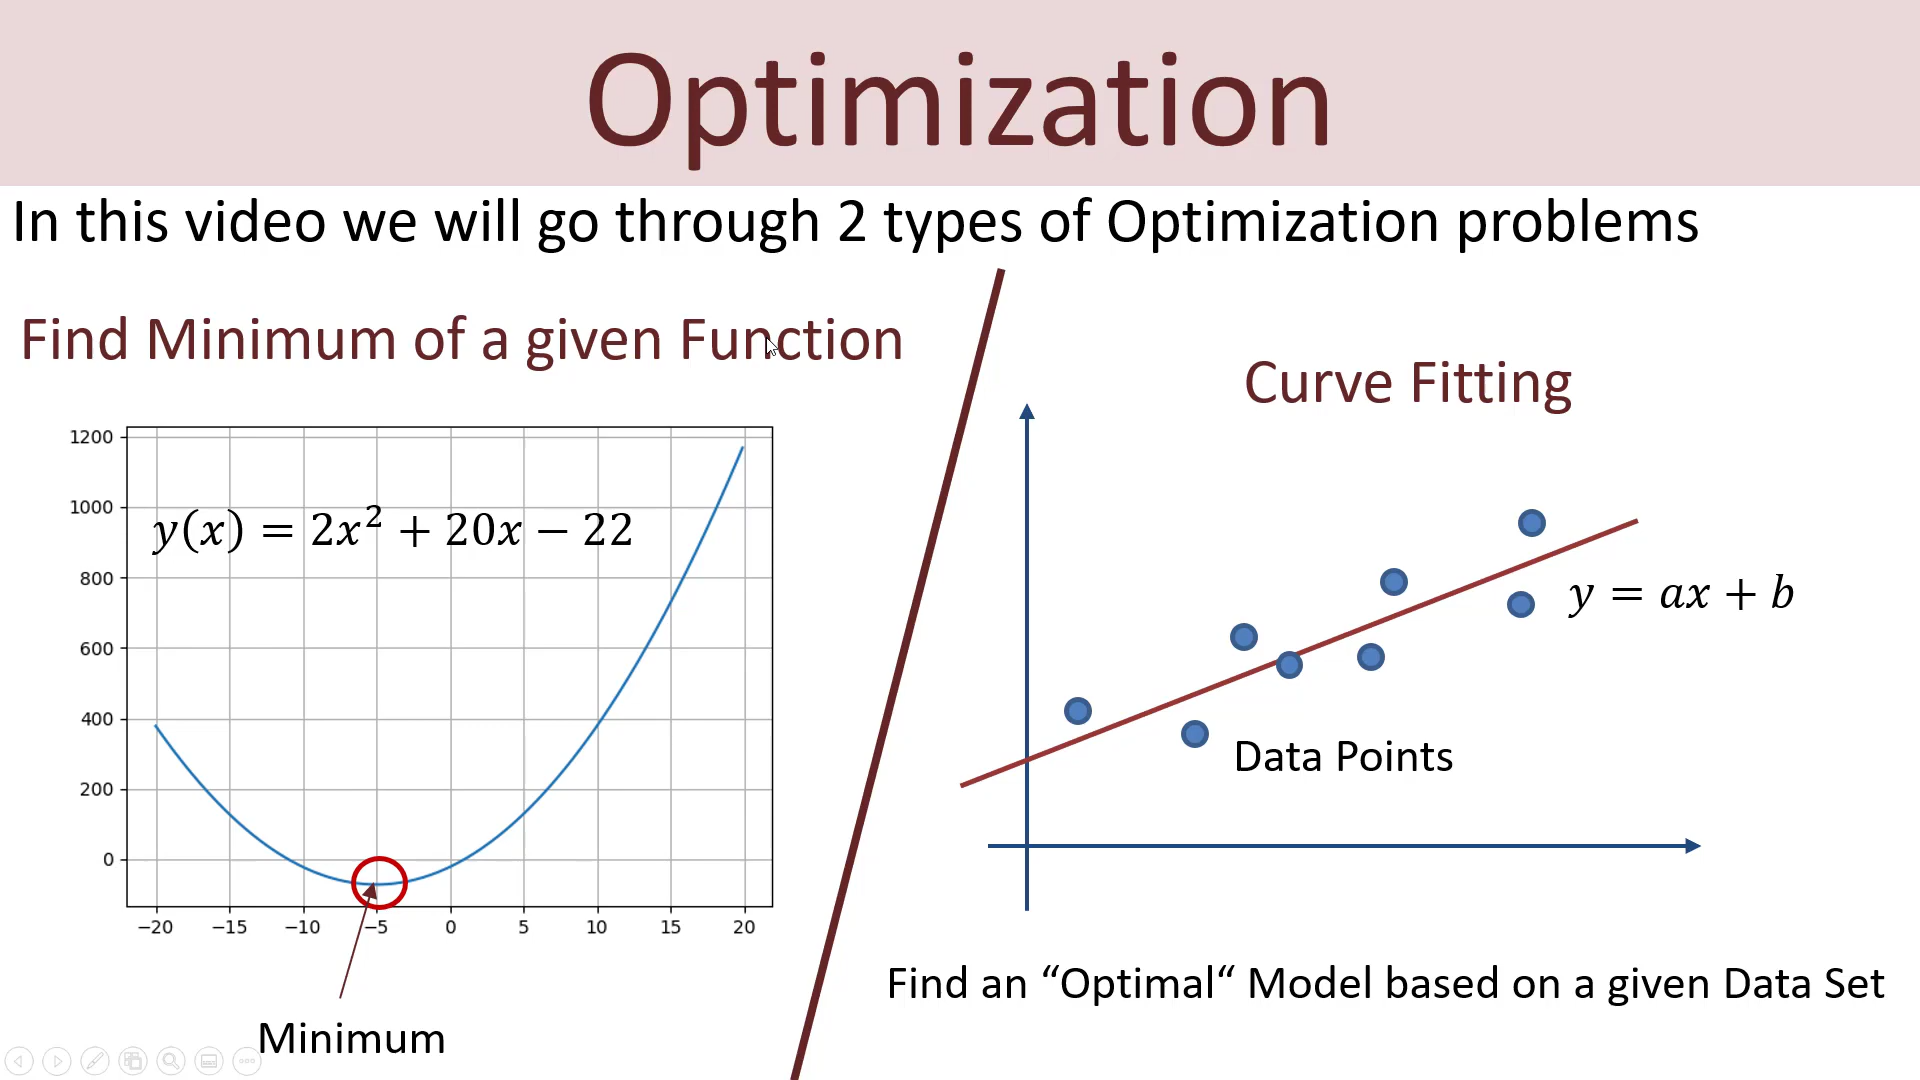 Optimization
In this video we will go through 2 types of Optimization problems
Find Minimum of a given Function
1200
1000
800
600
400
200
0
y(x) = 2x² + 20x − 22
−20 −15 −10 −5 0 5 10 15 20
Minimum
Curve Fitting
y = ax + b
Data Points
Find an “Optimal“ Model based on a given Data Set